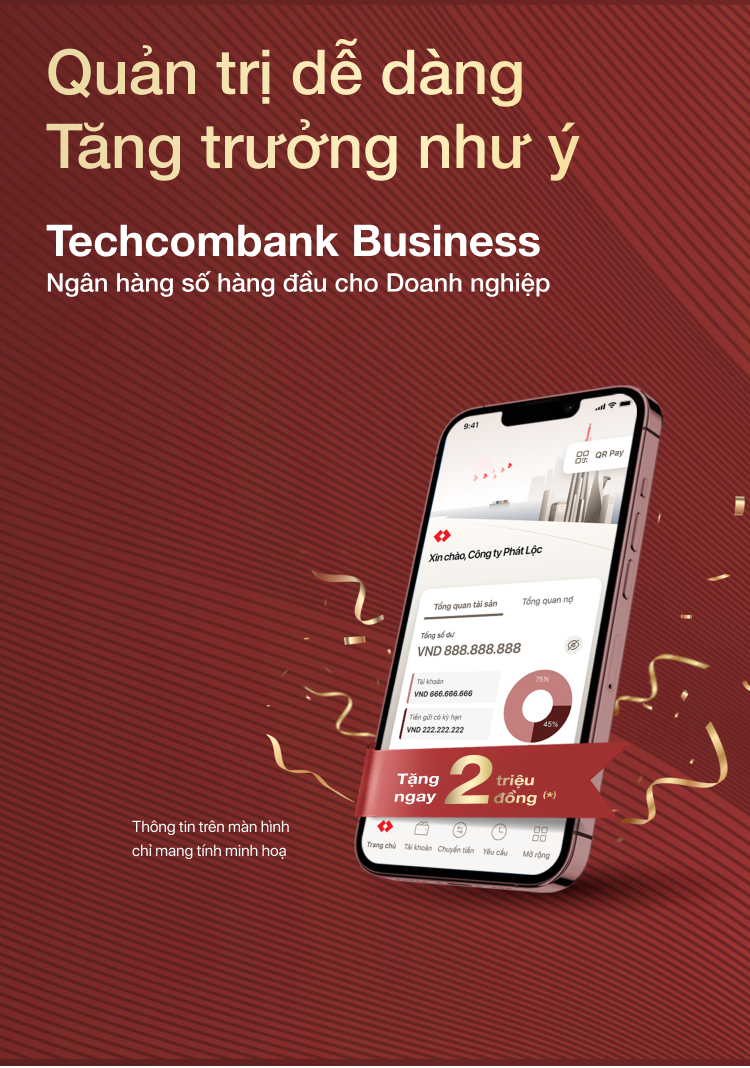 Quản trị dễ dàng
Tăng trưởng như ý
Techcombank Business
Ngân hàng số hàng đầu cho Doanh nghiệp
9:41
QR Pay
Xin chào, Công ty Phát Lộc
Tổng quan tài sản
Tổng quan nợ
Tổng số dư
VND 888.888.888
Tài khoản
VND 666.666.666
Tiền gửi có kỳ hạn
VND 222.222.222
75%
45%
Tặng ngay 2 triệu đồng (*)
Trang chủ Tài khoản Chuyển tiền Yêu cầu Mở rộng
Thông tin trên màn hình
chỉ mang tính minh hoạ